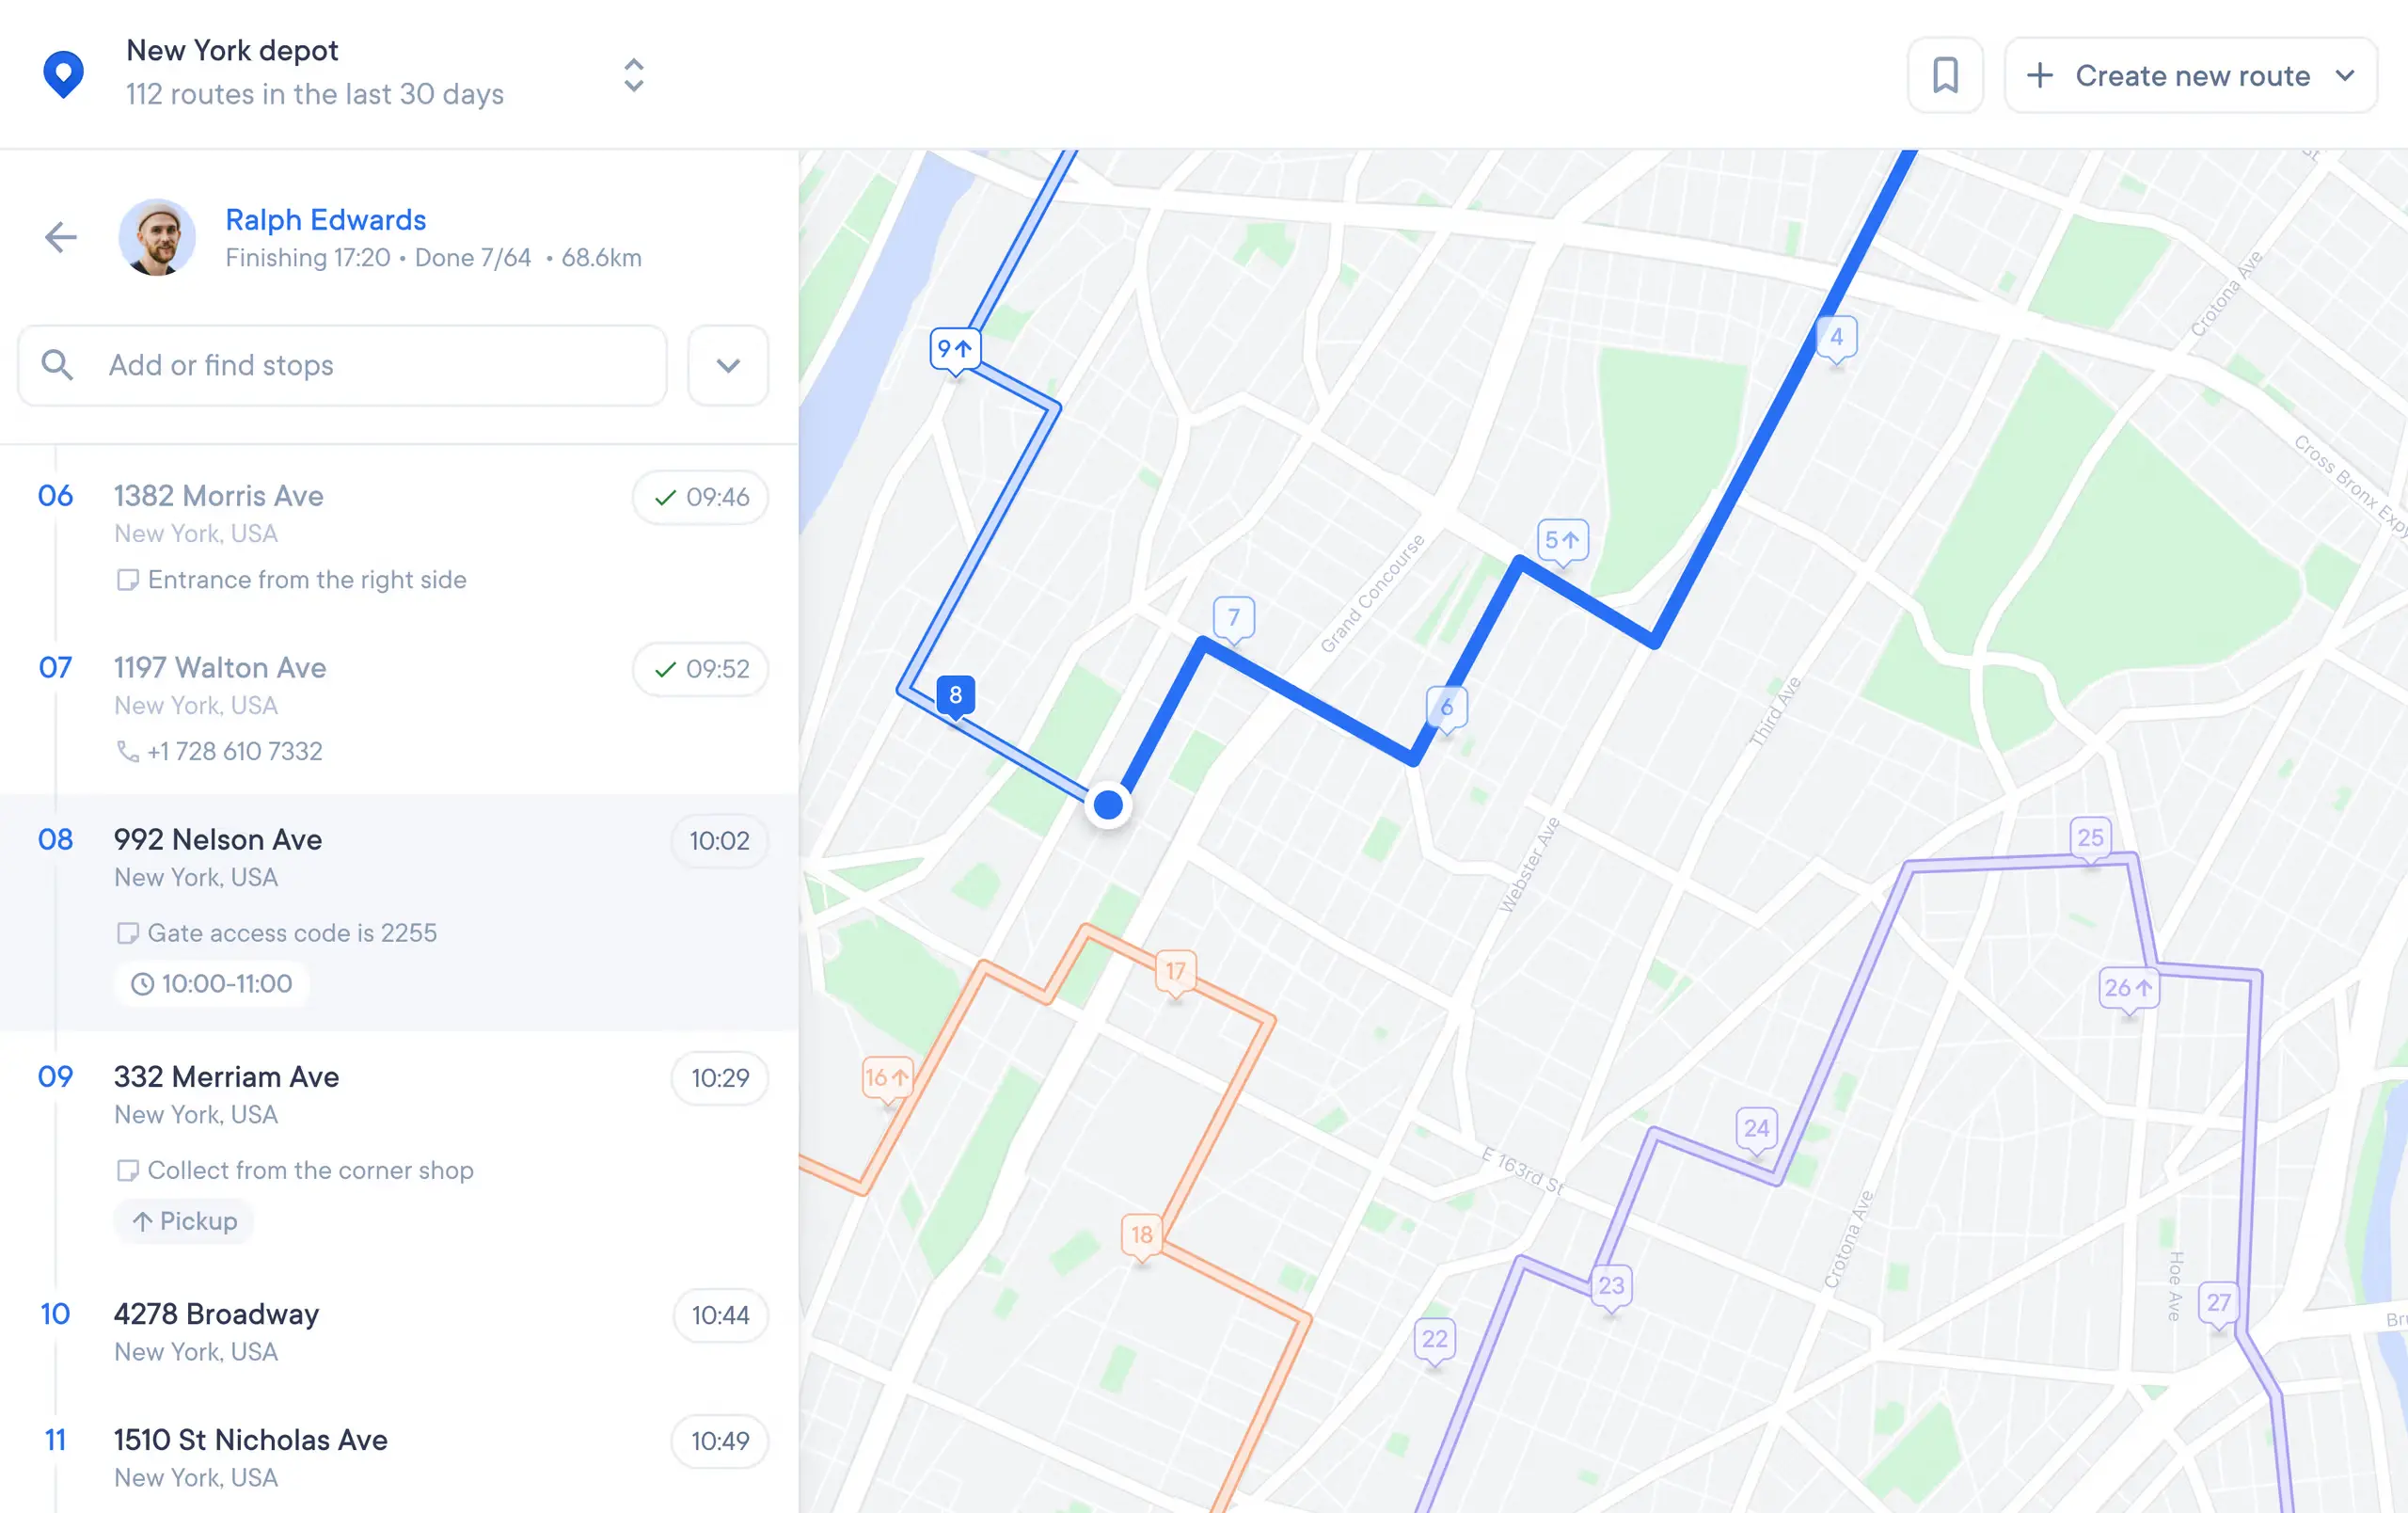 New York depot
112 routes in the last 30 days
Create new route
Ralph Edwards
Finishing 17:20 • Done 7/64 • 68.6km
Add or find stops
06 1382 Morris Ave 09:46
New York, USA
Entrance from the right side
07 1197 Walton Ave 09:52
New York, USA
+1 728 610 7332
08 992 Nelson Ave 10:02
New York, USA
Gate access code is 2255
10:00-11:00
09 332 Merriam Ave 10:29
New York, USA
Collect from the corner shop
↑ Pickup
10 4278 Broadway 10:44
New York, USA
11 1510 St Nicholas Ave 10:49
New York, USA
St
Crotona Ave
4
9↑
Cross Bronx Expy
5↑
Grand Concourse
7
8
6
Third Ave
Webster Ave
25
17
26↑
16↑
24
E 163rd St
Crotona Ave
18
23
Hoe Ave
27
22